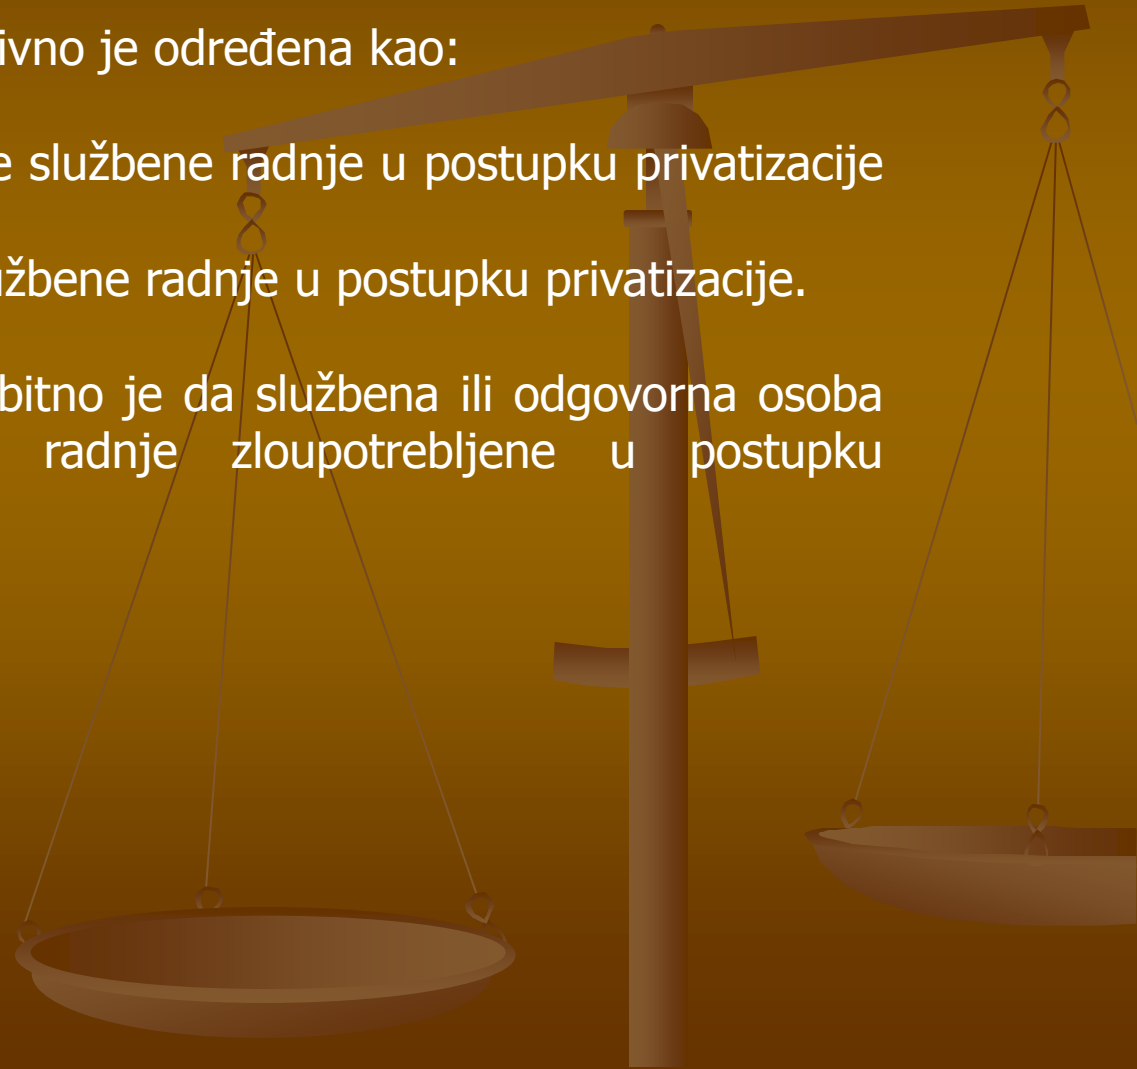 ivno je određena kao:
e službene radnje u postupku privatizacije
užbene radnje u postupku privatizacije.
bitno je da službena ili odgovorna osoba
radnje zloupotrebljene u postupku